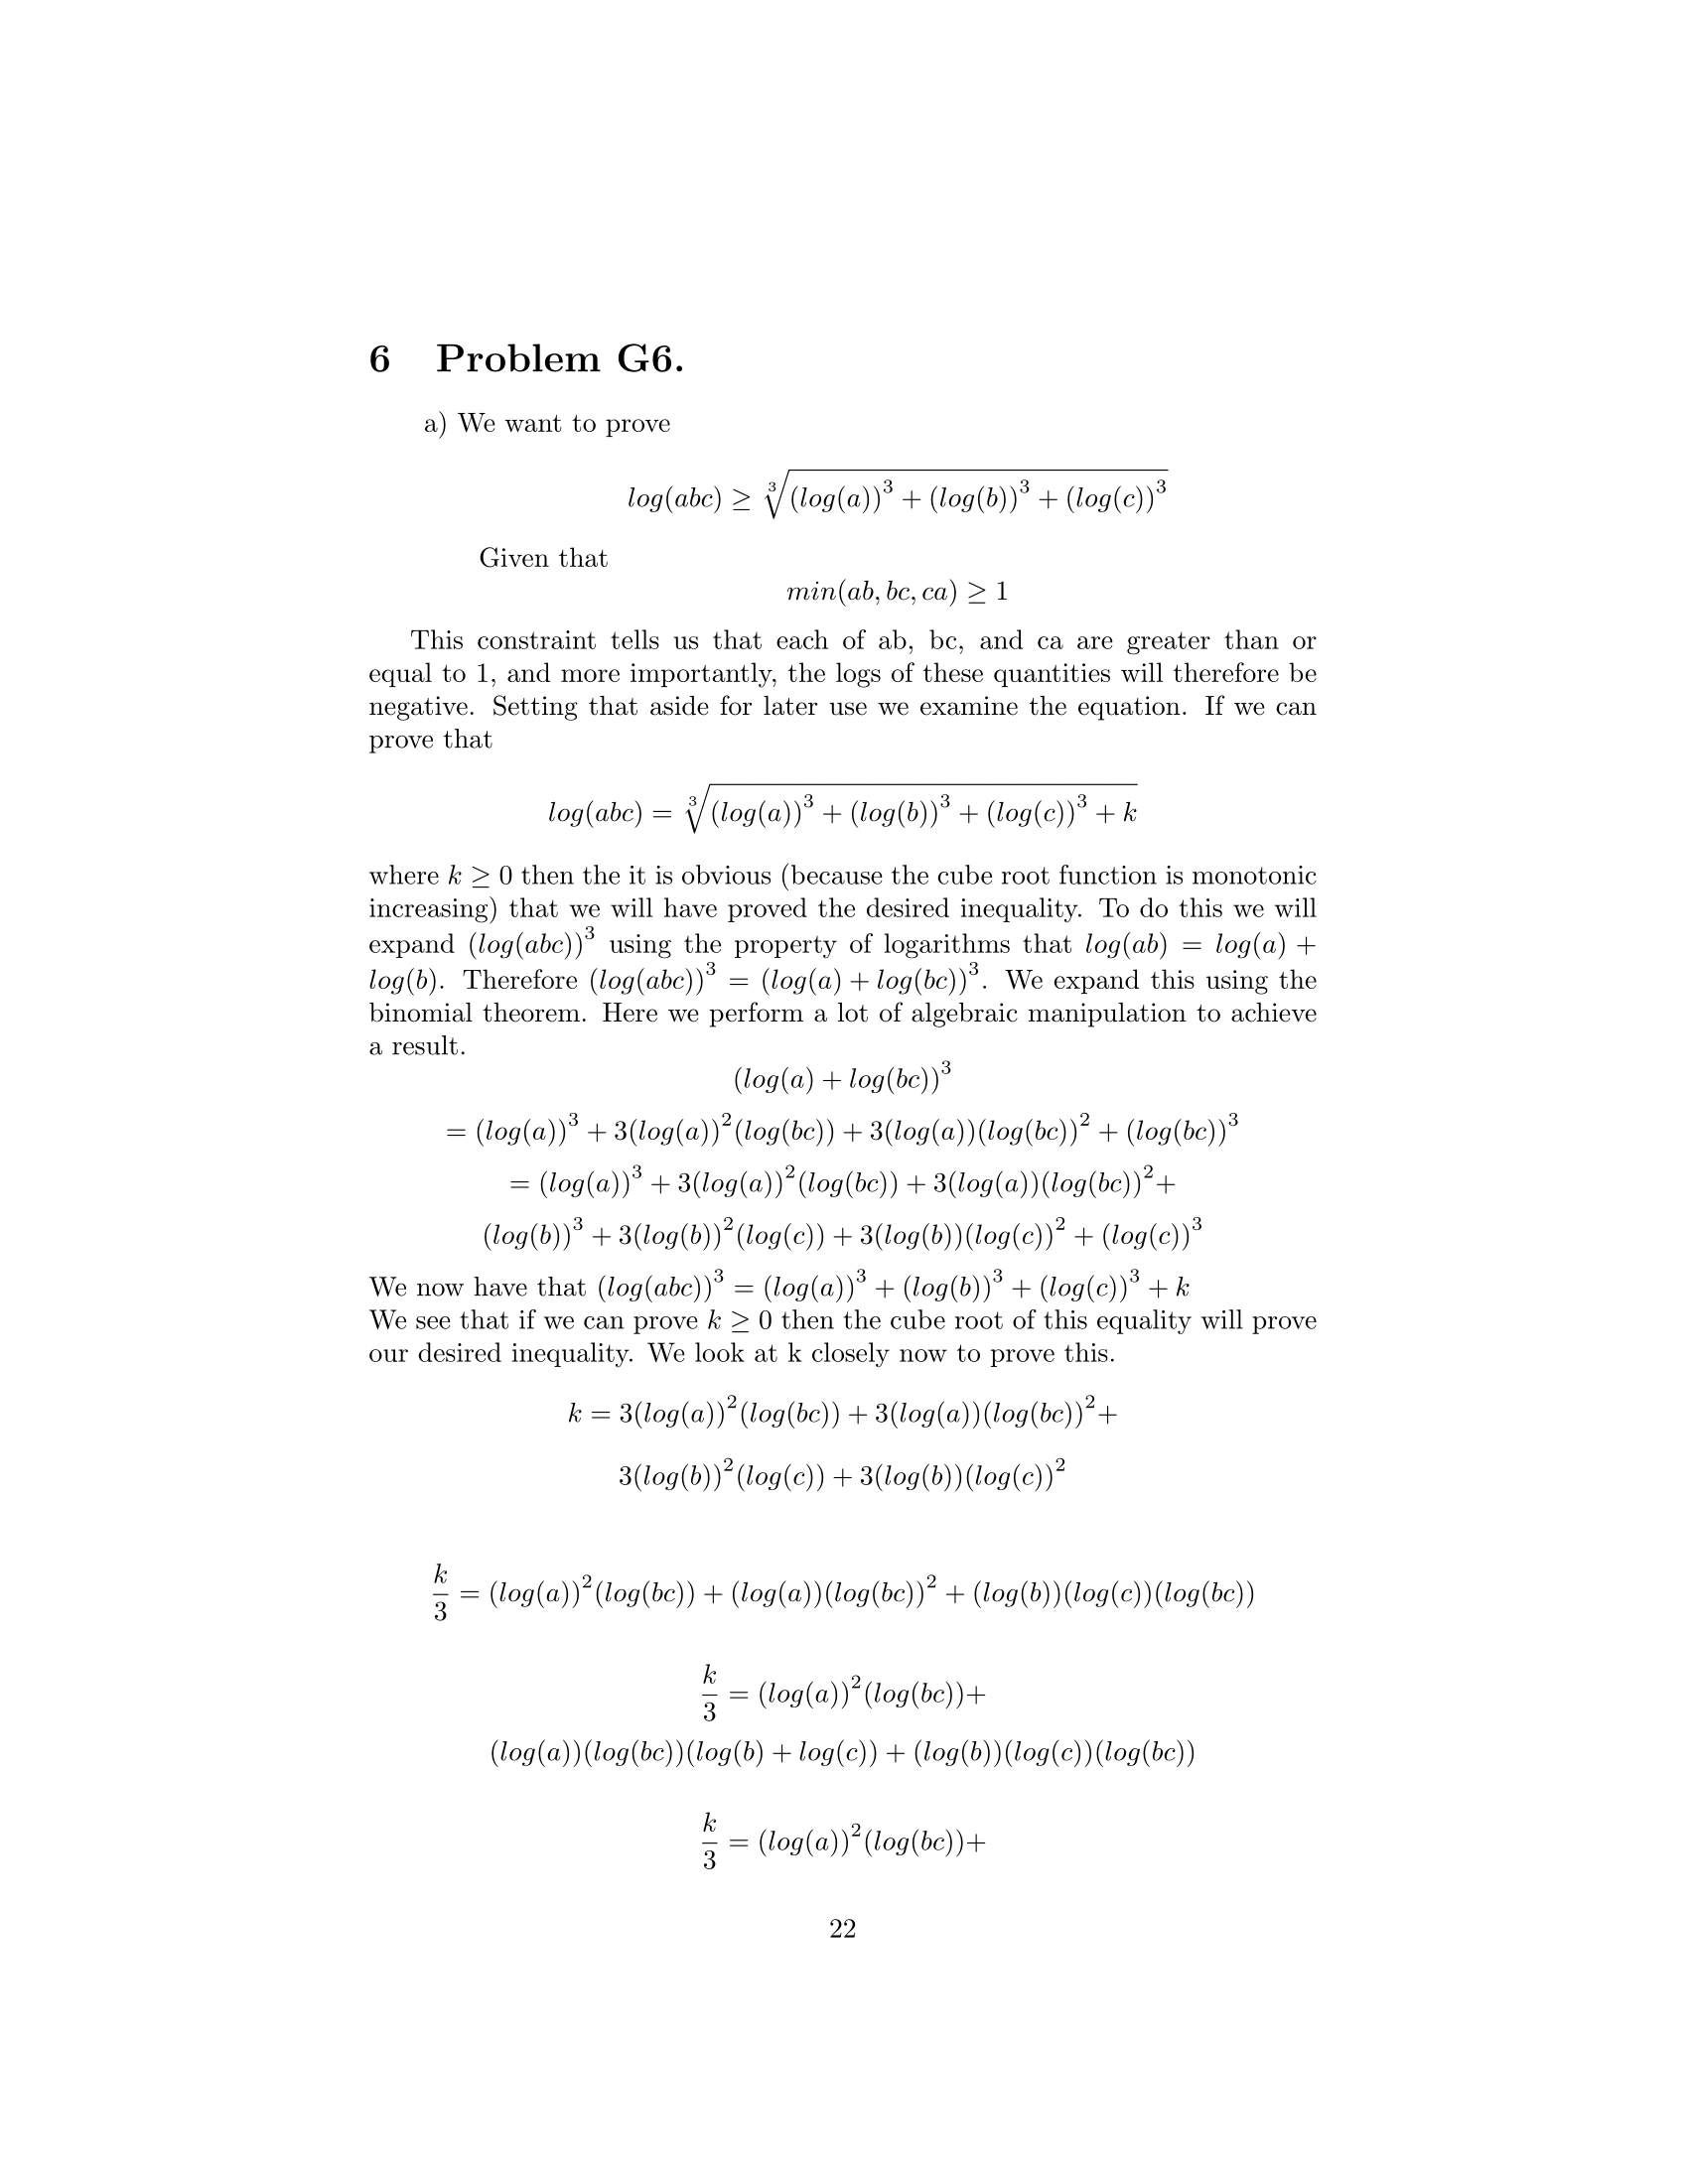 6 Problem G6.
a) We want to prove
log(abc) ≥ ∛((log(a))³ + (log(b))³ + (log(c))³)
Given that
min(ab, bc, ca) ≥ 1
This constraint tells us that each of ab, bc, and ca are greater than or
equal to 1, and more importantly, the logs of these quantities will therefore be
negative. Setting that aside for later use we examine the equation. If we can
prove that
log(abc) = ∛((log(a))³ + (log(b))³ + (log(c))³ + k)
where k ≥ 0 then the it is obvious (because the cube root function is monotonic
increasing) that we will have proved the desired inequality. To do this we will
expand (log(abc))³ using the property of logarithms that log(ab) = log(a) +
log(b). Therefore (log(abc))³ = (log(a) + log(bc))³. We expand this using the
binomial theorem. Here we perform a lot of algebraic manipulation to achieve
a result.
(log(a) + log(bc))³
= (log(a))³ + 3(log(a))²(log(bc)) + 3(log(a))(log(bc))² + (log(bc))³
= (log(a))³ + 3(log(a))²(log(bc)) + 3(log(a))(log(bc))²+
(log(b))³ + 3(log(b))²(log(c)) + 3(log(b))(log(c))² + (log(c))³
We now have that (log(abc))³ = (log(a))³ + (log(b))³ + (log(c))³ + k
We see that if we can prove k ≥ 0 then the cube root of this equality will prove
our desired inequality. We look at k closely now to prove this.
k = 3(log(a))²(log(bc)) + 3(log(a))(log(bc))²+
3(log(b))²(log(c)) + 3(log(b))(log(c))²
k/3 = (log(a))²(log(bc)) + (log(a))(log(bc))² + (log(b))(log(c))(log(bc))
k/3 = (log(a))²(log(bc))+
(log(a))(log(bc))(log(b) + log(c)) + (log(b))(log(c))(log(bc))
k/3 = (log(a))²(log(bc))+
22